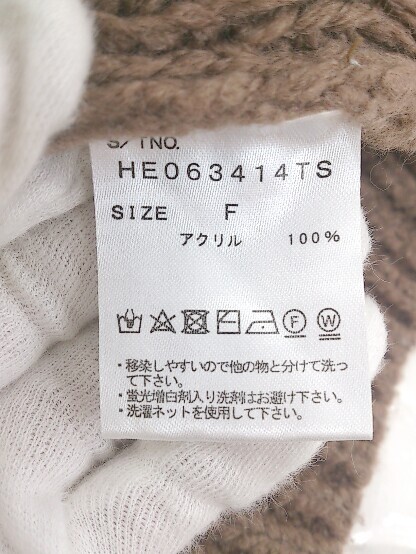 S/TNO.
HE063414TS
SIZE F
アクリル 100%
F W
・移染しやすいので他の物と分けて洗っ
て下さい。
・蛍光増白剤入り洗剤はお避け下さい。
・洗濯ネットを使用して下さい。